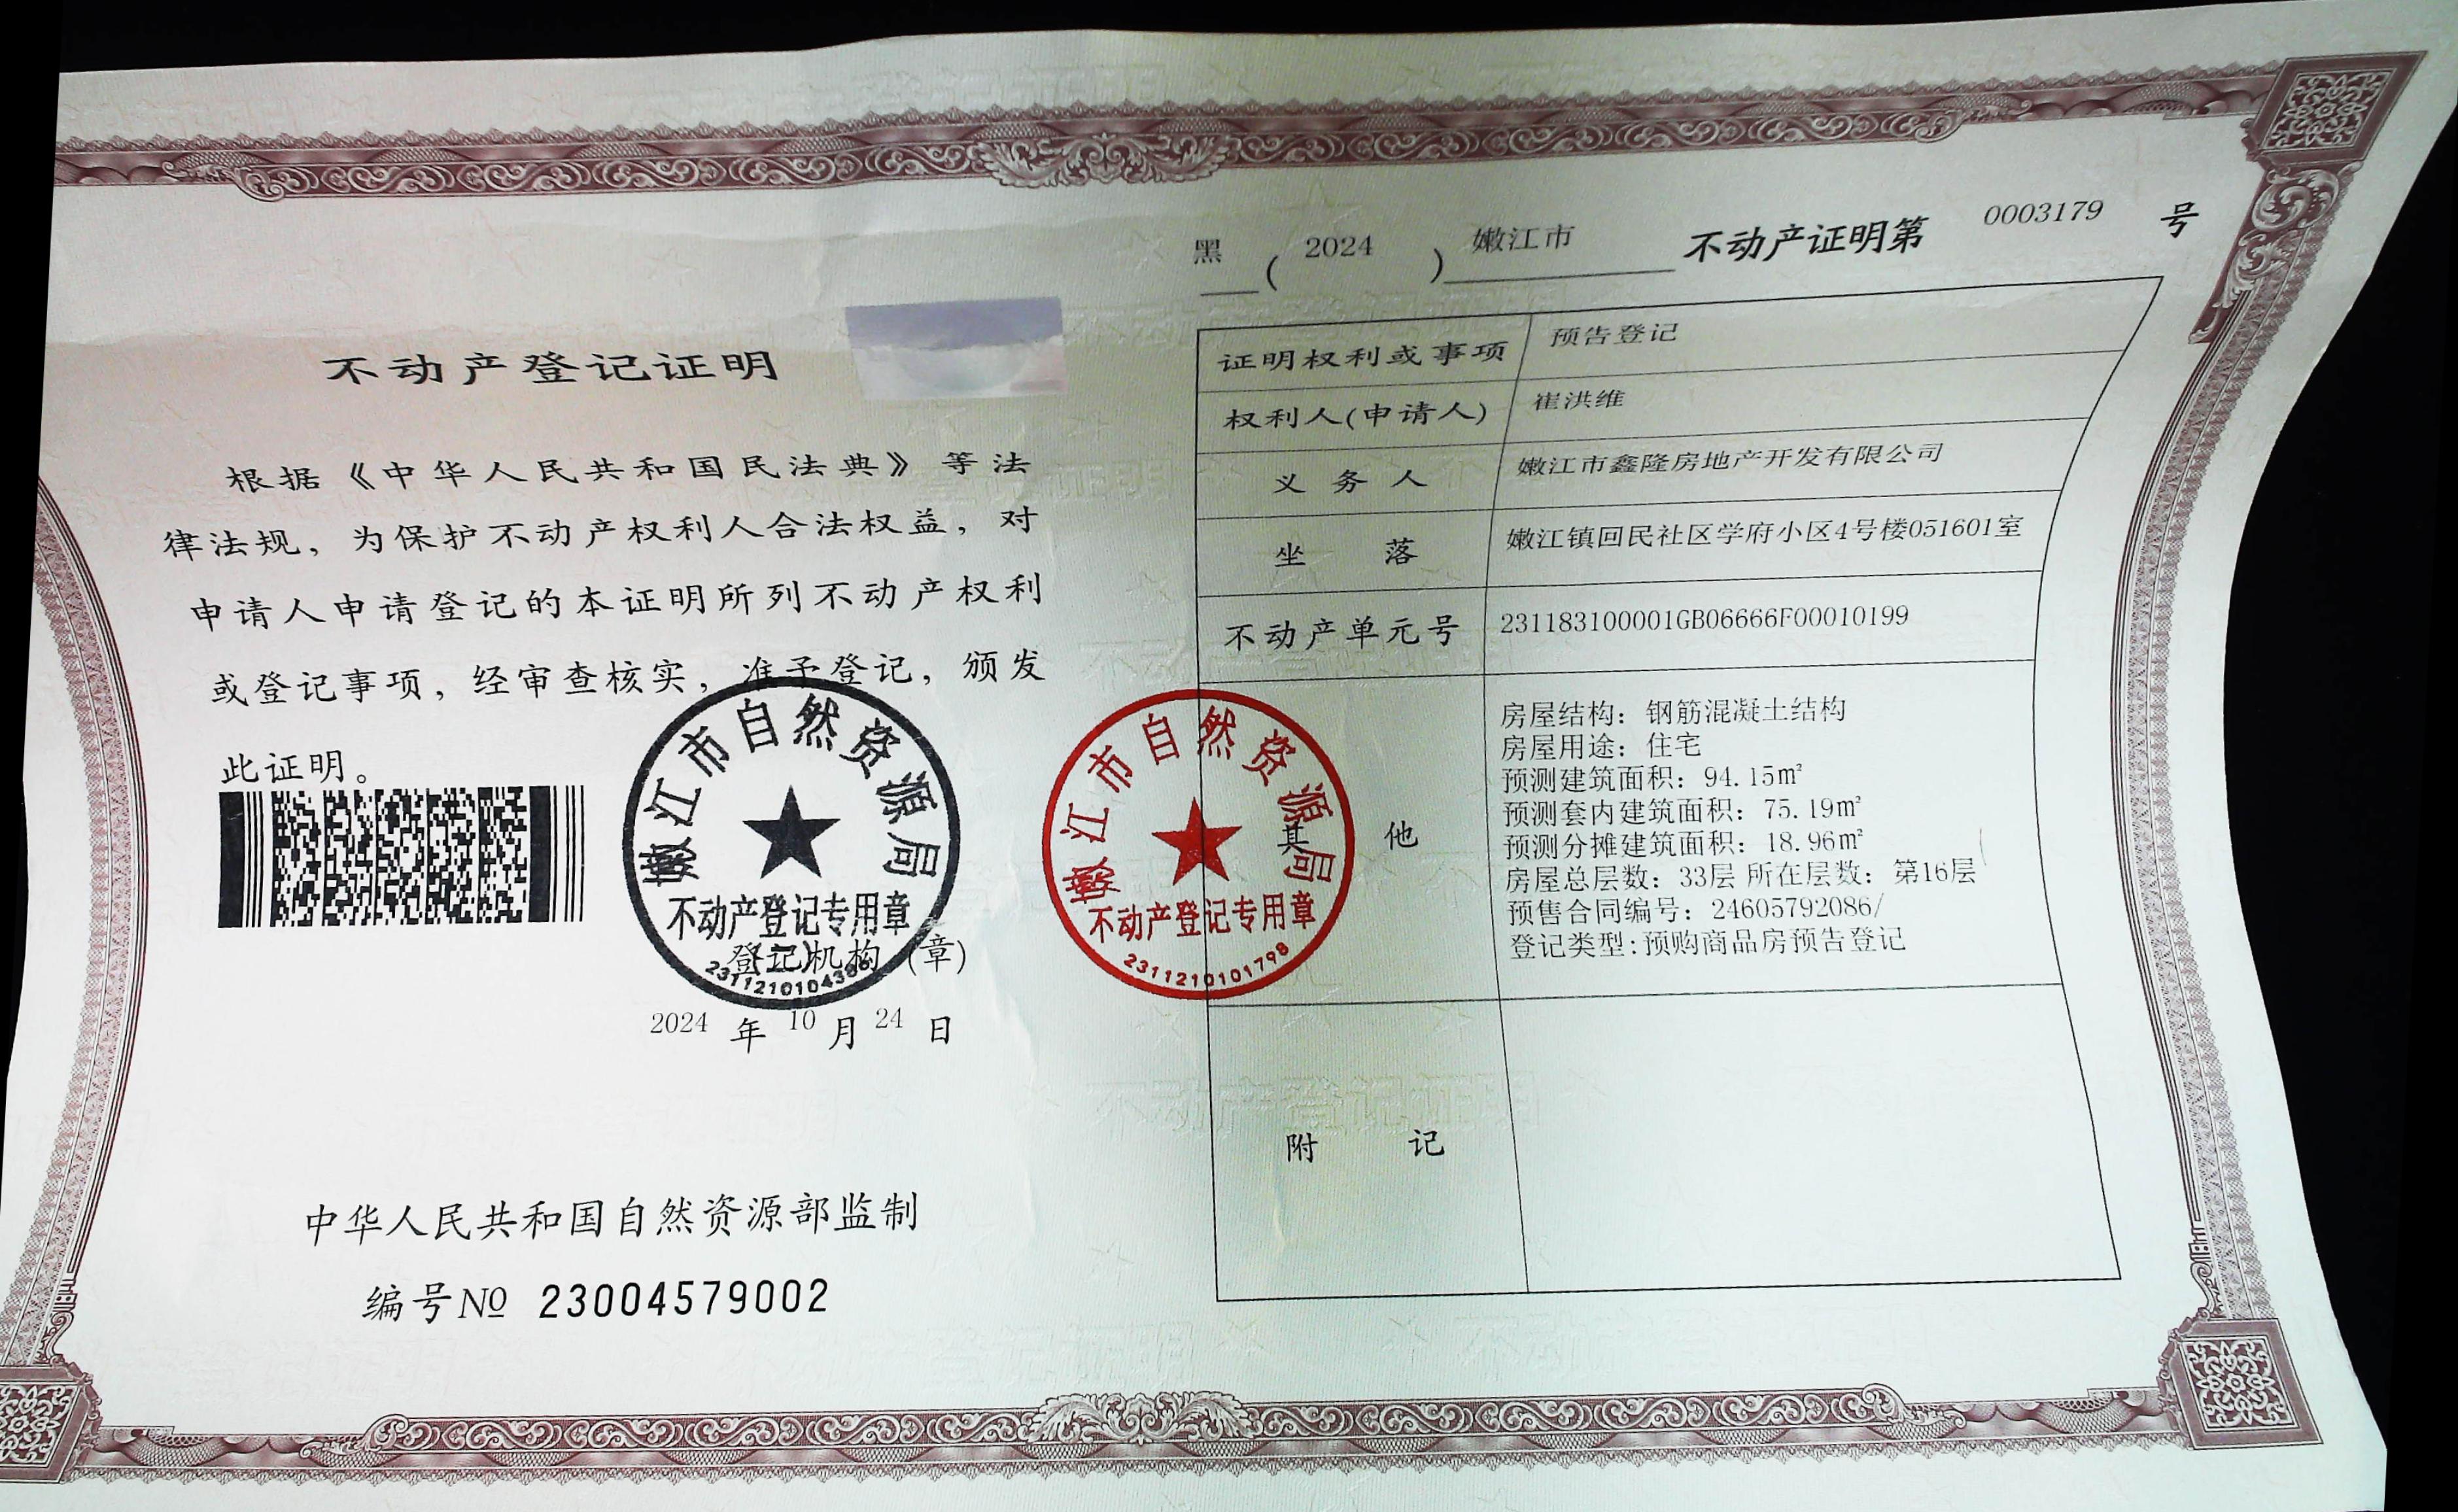 不动产登记证明
根据《中华人民共和国民法典》等法
律法规，为保护不动产权利人合法权益，对
申请人申请登记的本证明所列不动产权利
或登记事项，经审查核实，准予登记，颁发
此证明。
嫩江市自然资源局
不动产登记专用章
登记机构（章）
2024 年 10 月 24 日
中华人民共和国自然资源部监制
编号№ 23004579002
黑 ( 2024 ) 嫩江市 不动产证明第 0003179 号
证明权利或事项 预告登记
权利人(申请人) 崔洪维
义务人 嫩江市鑫隆房地产开发有限公司
坐落 嫩江镇回民社区学府小区4号楼051601室
不动产单元号 231183100001GB06666F00010199
其他
房屋结构：钢筋混凝土结构
房屋用途：住宅
预测建筑面积：94.15㎡
预测套内建筑面积：75.19㎡
预测分摊建筑面积：18.96㎡
房屋总层数：33层 所在层数：第16层
预售合同编号：24605792086/
登记类型:预购商品房预告登记
附记
嫩江市自然资源局
不动产登记专用章
2311210101798